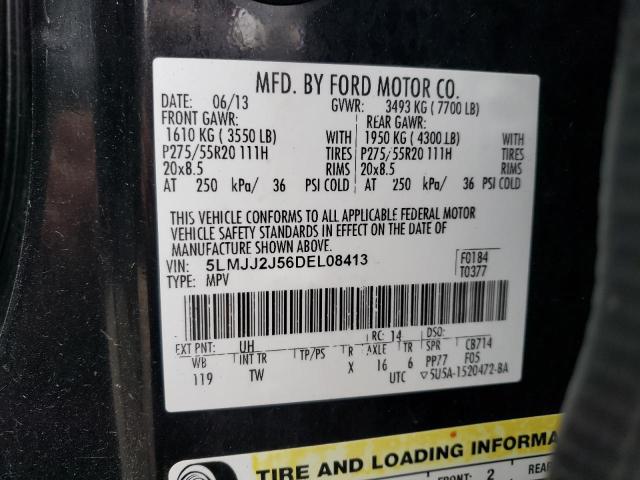 MFD. BY FORD MOTOR CO.
DATE: 06/13 GVWR: 3493 KG ( 7700 LB)
FRONT GAWR: REAR GAWR:
1610 KG ( 3550 LB) WITH 1950 KG ( 4300 LB) WITH
P275/55R20 111H TIRES P275/55R20 111H TIRES
20x8.5 RIMS 20x8.5 RIMS
AT 250 kPa/ 36 PSI COLD AT 250 kPa/ 36 PSI COLD
THIS VEHICLE CONFORMS TO ALL APPLICABLE FEDERAL MOTOR
VEHICLE SAFETY STANDARDS IN EFFECT ON THE DATE OF
MANUFACTURE SHOWN ABOVE.
VIN: 5LMJJ2J56DEL08413 F0184
TYPE: MPV T0377
EXT PNT: UH RC: 14 DSO:
WB INT TR TP/PS R AXLE TR SPR CB714
119 TW X 16 6 PP77 F05
UTC ▽5U5A-1520472-BA
TIRE AND LOADING INFORMA
FRONT: 2 REAR